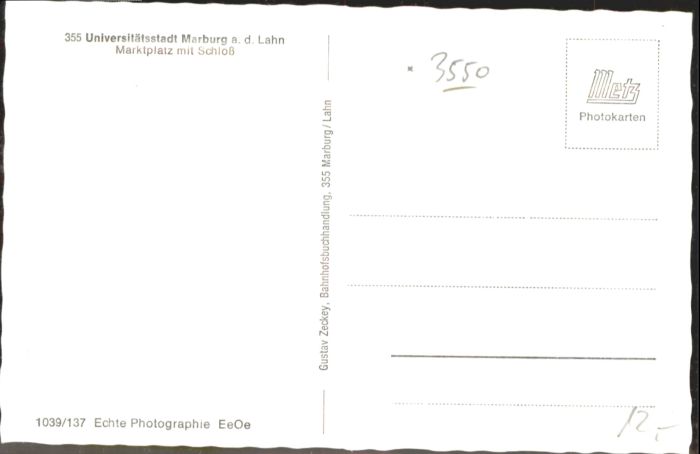 355 Universitätsstadt Marburg a. d. Lahn
Marktplatz mit Schloß
3550
Metz
Photokarten
Gustav Zeckey, Bahnhofsbuchhandlung, 355 Marburg/Lahn
1039/137 Echte Photographie EeOe
12,-